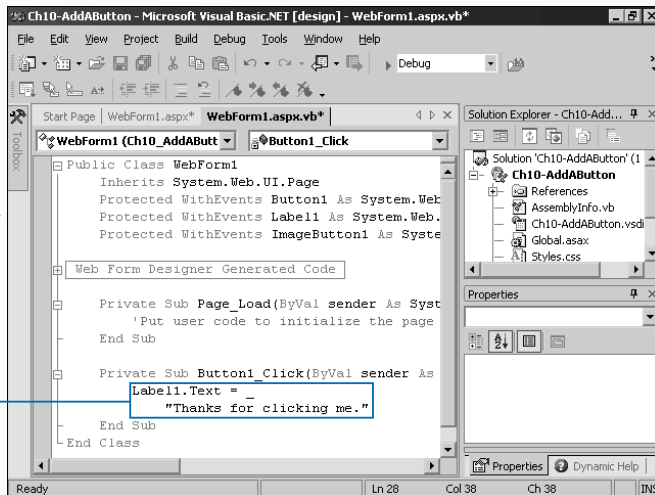 Ch10-AddAButton - Microsoft Visual Basic.NET [design] - WebForm1.aspx.vb*
File Edit View Project Build Debug Tools Window Help
Debug
Start Page WebForm1.aspx* WebForm1.aspx.vb*
Toolbox
WebForm1 (Ch10_AddAButt Button1_Click
Public Class WebForm1
Inherits System.Web.UI.Page
Protected WithEvents Button1 As System.Web
Protected WithEvents Label1 As System.Web.
Protected WithEvents ImageButton1 As Syste
Web Form Designer Generated Code
Private Sub Page_Load(ByVal sender As Syst
'Put user code to initialize the page
End Sub
Private Sub Button1_Click(ByVal sender As
Label1.Text = _
"Thanks for clicking me."
End Sub
End Class
Solution Explorer - Ch10-Add...
Solution 'Ch10-AddAButton' (1
Ch10-AddAButton
References
AssemblyInfo.vb
Ch10-AddAButton.vsdi
Global.asax
Styles.css
Properties
Properties Dynamic Help
Ready Ln 28 Col 38 Ch 38 INS